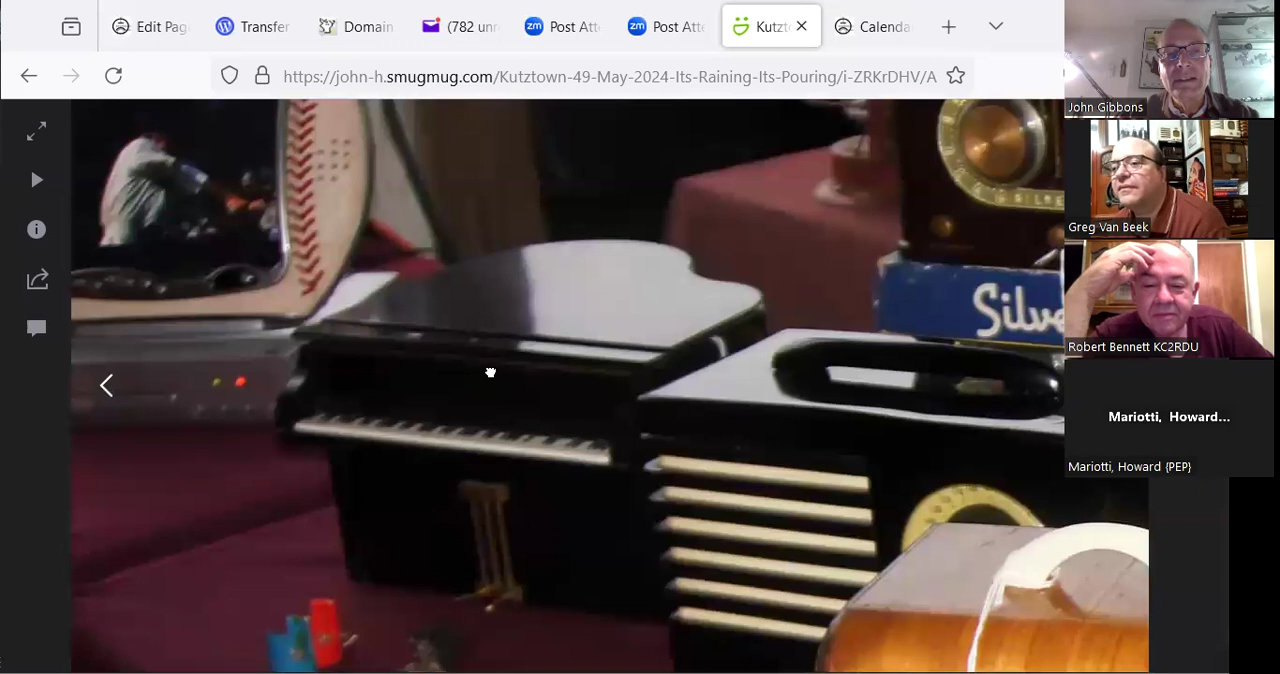 Edit Pag
Transfer
Domain
(782 unr
Post Att
Post Att
Kutzt
Calenda
https://john-h.smugmug.com/Kutztown-49-May-2024-Its-Raining-Its-Pouring/i-ZRKrDHV/A
John Gibbons
Greg Van Beek
Silve
Robert Bennett KC2RDU
Mariotti, Howard...
Mariotti, Howard {PEP}